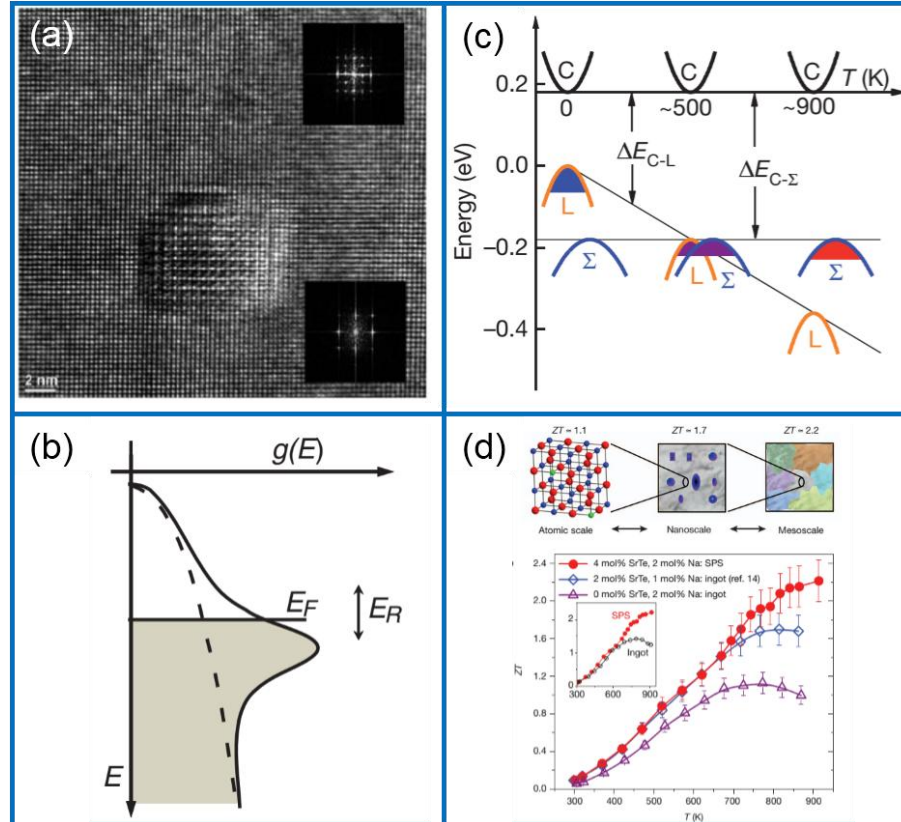 (a)
2 nm
(c)
0.2
0.0
−0.2
−0.4
Energy (eV)
C
C
C
T (K)
0
~500
~900
ΔE_C-L
ΔE_C-Σ
L
Σ
L
Σ
Σ
L
(b)
g(E)
E_F
E_R
E
(d)
ZT = 1.1
ZT = 1.7
ZT = 2.2
Atomic scale
Nanoscale
Mesoscale
2.4
2.0
1.6
1.2
0.8
0.4
0.0
ZT
4 mol% SrTe, 2 mol% Na: SPS
2 mol% SrTe, 1 mol% Na: ingot (ref. 14)
0 mol% SrTe, 2 mol% Na: ingot
2
1
0
SPS
Ingot
300
600
900
300 400 500 600 700 800 900
T (K)